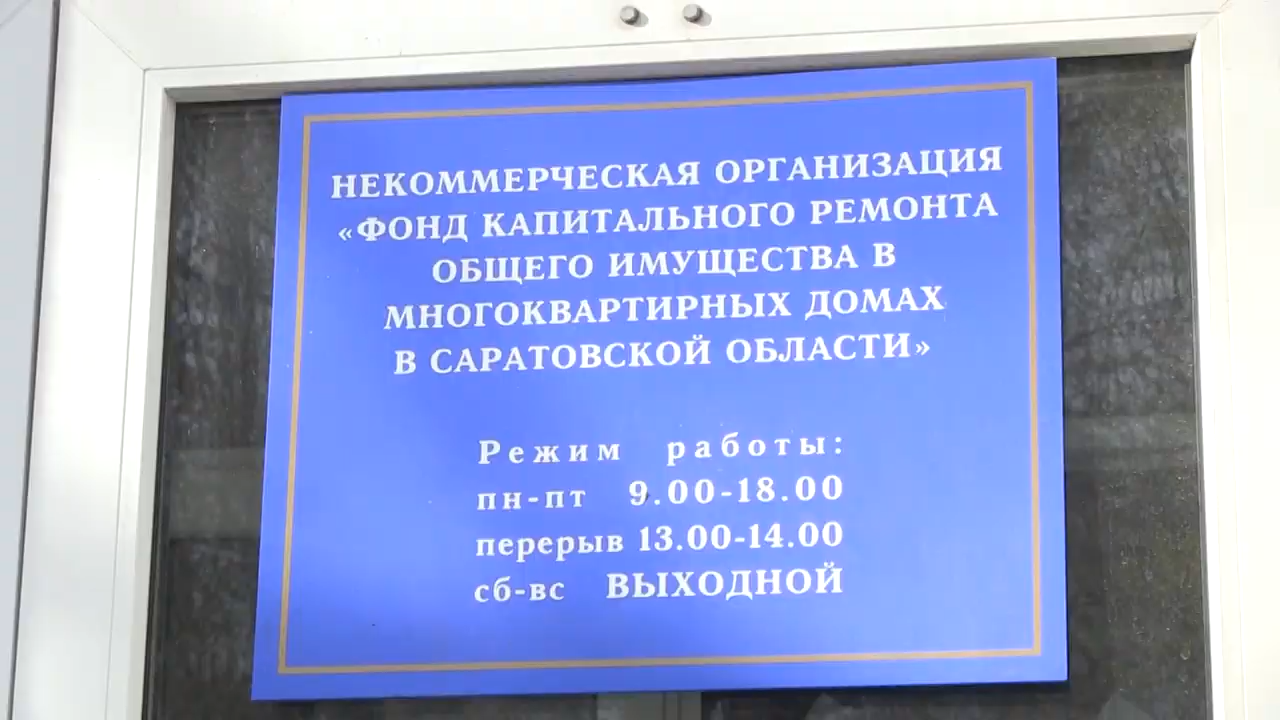 НЕКОММЕРЧЕСКАЯ ОРГАНИЗАЦИЯ
«ФОНД КАПИТАЛЬНОГО РЕМОНТА
ОБЩЕГО ИМУЩЕСТВА В
МНОГОКВАРТИРНЫХ ДОМАХ
В САРАТОВСКОЙ ОБЛАСТИ»
Режим работы:
пн-пт 9.00-18.00
перерыв 13.00-14.00
сб-вс ВЫХОДНОЙ